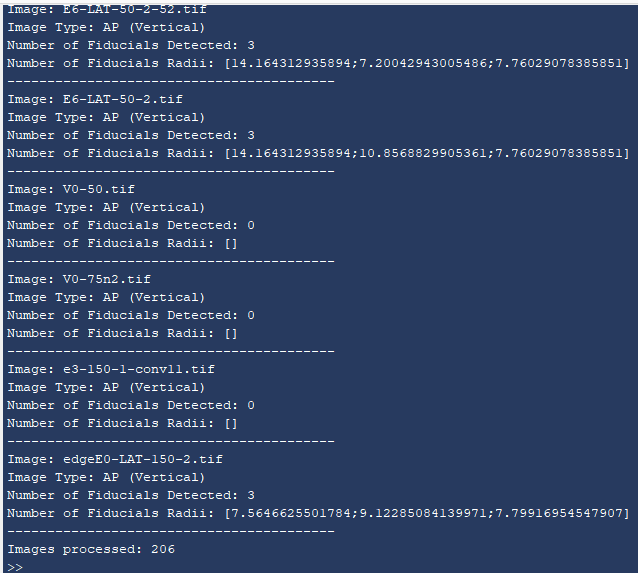 Image: E6-LAT-50-2-52.tif
Image Type: AP (Vertical)
Number of Fiducials Detected: 3
Number of Fiducials Radii: [14.164312935894;7.20042943005486;7.76029078385851]
---------------------------------------
Image: E6-LAT-50-2.tif
Image Type: AP (Vertical)
Number of Fiducials Detected: 3
Number of Fiducials Radii: [14.164312935894;10.8568829905361;7.76029078385851]
---------------------------------------
Image: V0-50.tif
Image Type: AP (Vertical)
Number of Fiducials Detected: 0
Number of Fiducials Radii: []
---------------------------------------
Image: V0-75n2.tif
Image Type: AP (Vertical)
Number of Fiducials Detected: 0
Number of Fiducials Radii: []
---------------------------------------
Image: e3-150-1-conv11.tif
Image Type: AP (Vertical)
Number of Fiducials Detected: 0
Number of Fiducials Radii: []
---------------------------------------
Image: edgeE0-LAT-150-2.tif
Image Type: AP (Vertical)
Number of Fiducials Detected: 3
Number of Fiducials Radii: [7.5646625501784;9.12285084139971;7.79916954547907]
---------------------------------------
Images processed: 206
>>